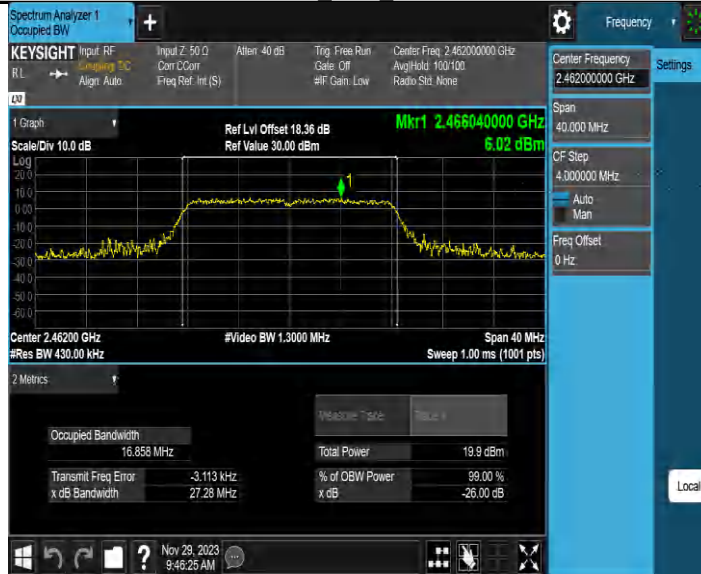 Spectrum Analyzer 1
Occupied BW
Frequency
KEYSIGHT Input: RF Input Z: 50 Ω Atten: 40 dB Trig: Free Run Center Freq: 2.462000000 GHz
RL Coupling: DC Corr CCorr Gate: Off Avg|Hold: 100/100
Align: Auto Freq Ref: Int (S) #IF Gain: Low Radio Std: None
LXI
Center Frequency
2.462000000 GHz
Settings
Span
40.000 MHz
CF Step
4.000000 MHz
Auto
Man
Freq Offset
0 Hz
1 Graph
Ref Lvl Offset 18.36 dB Mkr1 2.466040000 GHz
Scale/Div 10.0 dB Ref Value 30.00 dBm 6.02 dBm
Log
20.0
10.0
0.00
-10.0
-20.0
-30.0
-40.0
-50.0
-60.0
1
Center 2.46200 GHz #Video BW 1.3000 MHz Span 40 MHz
#Res BW 430.00 kHz Sweep 1.00 ms (1001 pts)
2 Metrics
Measure Trace
Occupied Bandwidth
16.858 MHz
Total Power 19.9 dBm
Transmit Freq Error -3.113 kHz % of OBW Power 99.00 %
x dB Bandwidth 27.28 MHz x dB -26.00 dB
Local
? Nov 29, 2023
9:46:25 AM